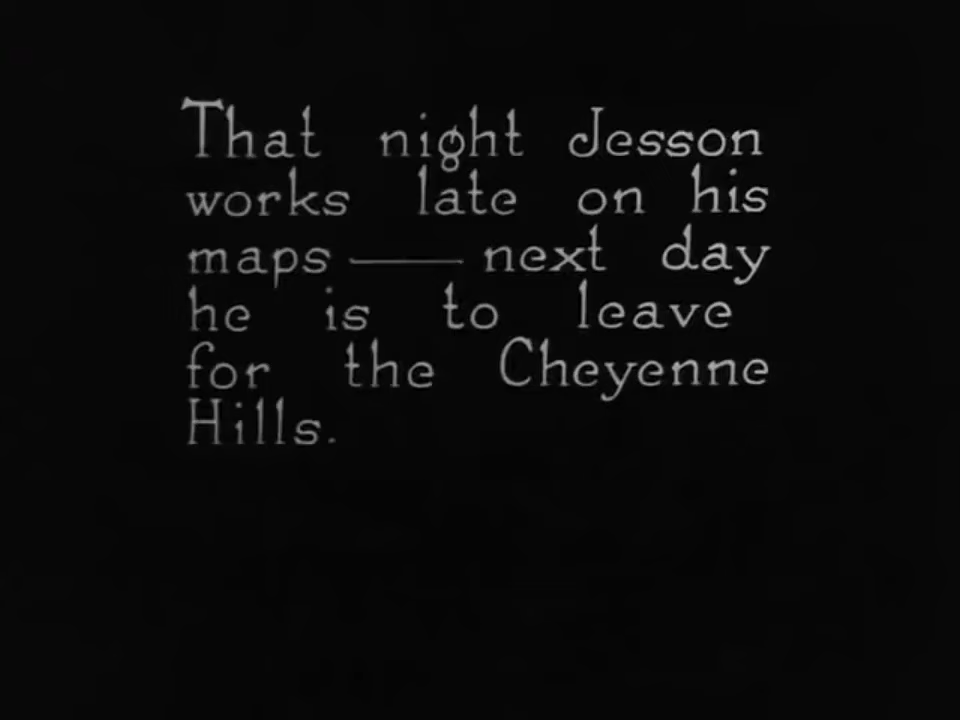 That night Jesson
works late on his
maps — next day
he is to leave
for the Cheyenne
Hills.